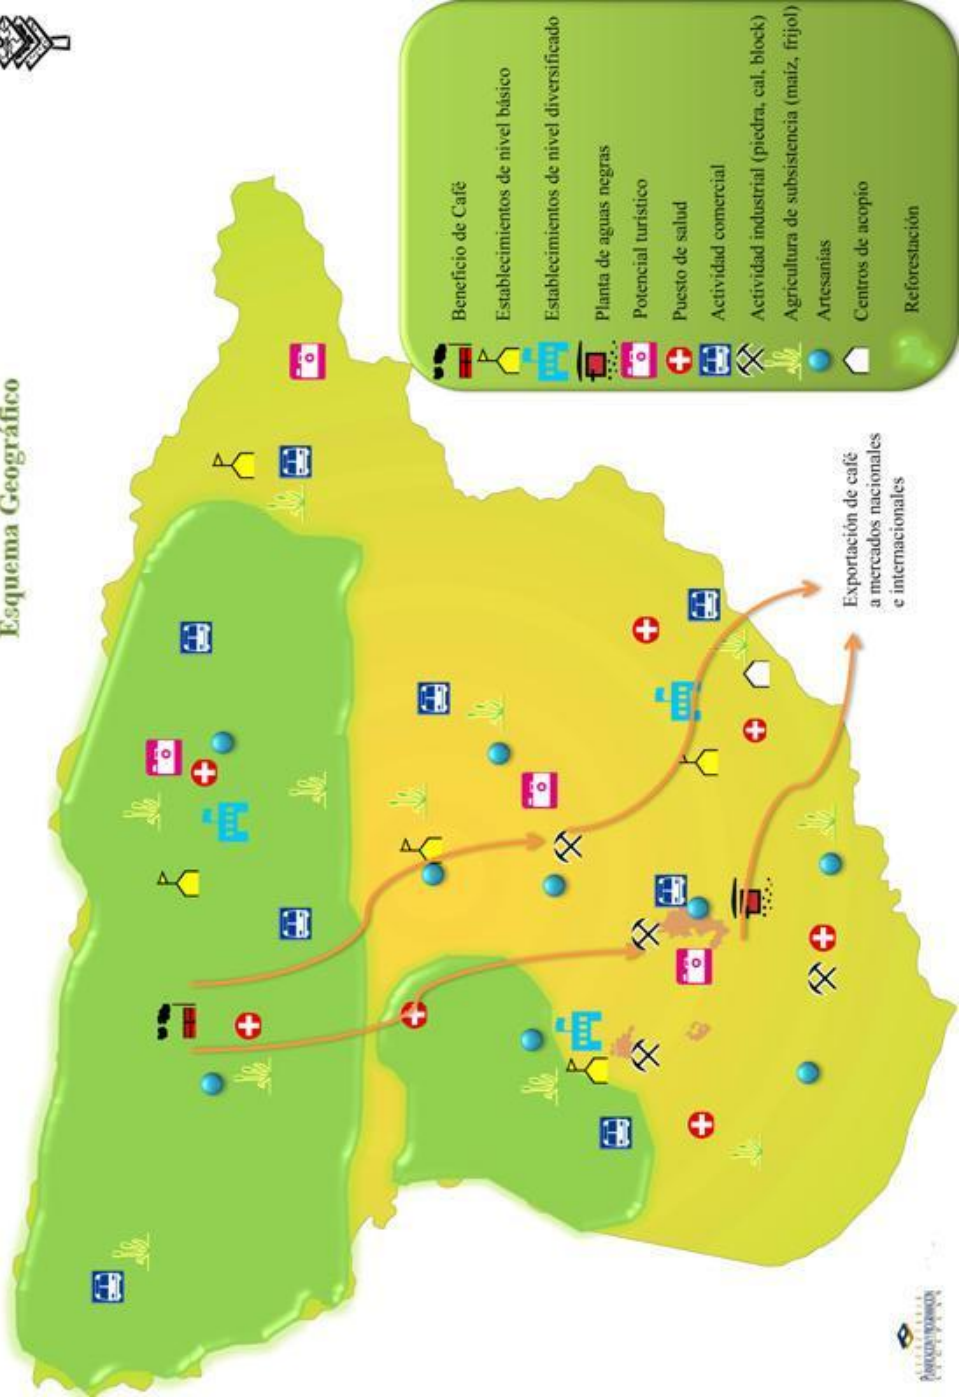 Esquema Geográfico
Beneficio de Café
Establecimientos de nivel básico
Establecimientos de nivel diversificado
Planta de aguas negras
Potencial turístico
Puesto de salud
Actividad comercial
Actividad industrial (piedra, cal, block)
Agricultura de subsistencia (maíz, frijol)
Artesanías
Centros de acopio
Reforestación
Exportación de café
a mercados nacionales
e internacionales